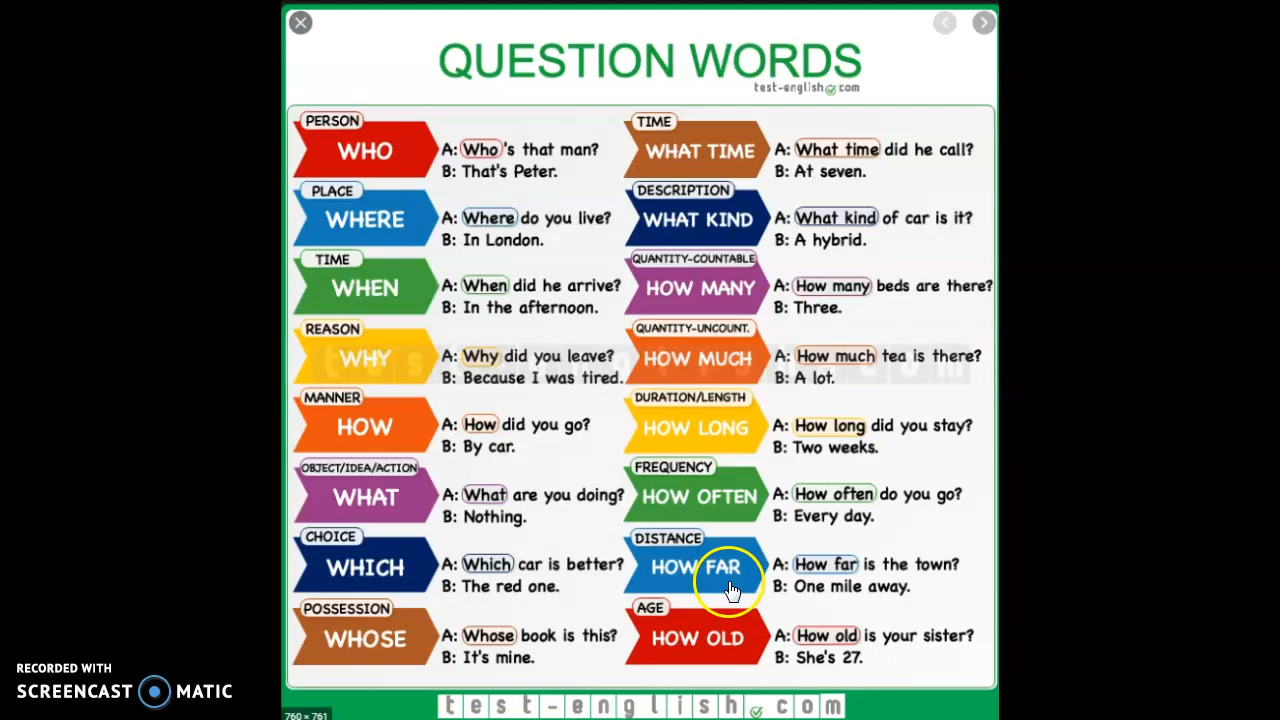 QUESTION WORDS
test-english.com
PERSON
WHO
A: Who's that man?
B: That's Peter.
PLACE
WHERE
A: Where do you live?
B: In London.
TIME
WHEN
A: When did he arrive?
B: In the afternoon.
REASON
WHY
A: Why did you leave?
B: Because I was tired.
MANNER
HOW
A: How did you go?
B: By car.
OBJECT/IDEA/ACTION
WHAT
A: What are you doing?
B: Nothing.
CHOICE
WHICH
A: Which car is better?
B: The red one.
POSSESSION
WHOSE
A: Whose book is this?
B: It's mine.
TIME
WHAT TIME
A: What time did he call?
B: At seven.
DESCRIPTION
WHAT KIND
A: What kind of car is it?
B: A hybrid.
QUANTITY-COUNTABLE
HOW MANY
A: How many beds are there?
B: Three.
QUANTITY-UNCOUNT.
HOW MUCH
A: How much tea is there?
B: A lot.
DURATION/LENGTH
HOW LONG
A: How long did you stay?
B: Two weeks.
FREQUENCY
HOW OFTEN
A: How often do you go?
B: Every day.
DISTANCE
HOW FAR
A: How far is the town?
B: One mile away.
AGE
HOW OLD
A: How old is your sister?
B: She's 27.
test-english.com
760 × 761
RECORDED WITH
SCREENCAST MATIC